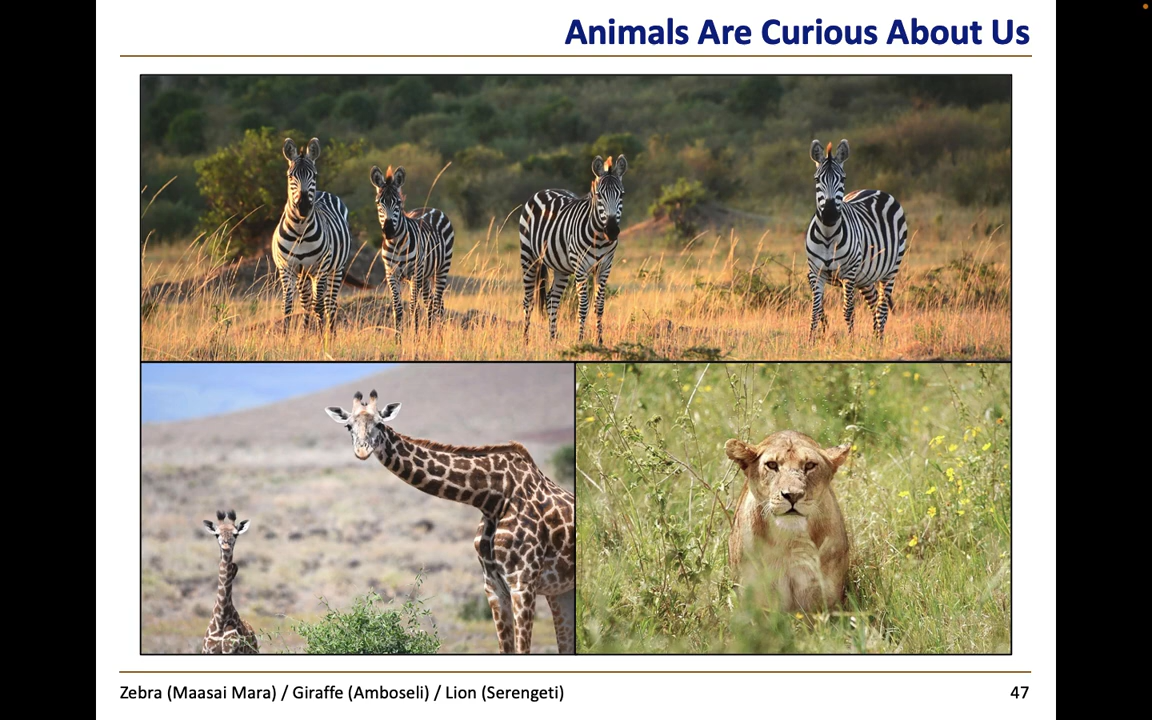 Animals Are Curious About Us
Zebra (Maasai Mara) / Giraffe (Amboseli) / Lion (Serengeti)
47